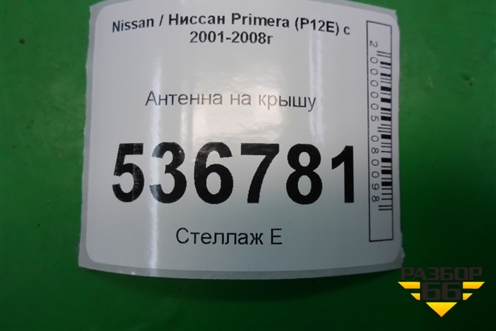 Nissan / Ниссан Primera (P12E) с
2001-2008г
Антенна на крышу
536781
Стеллаж Е
2000005080098
РАЗБОР
66